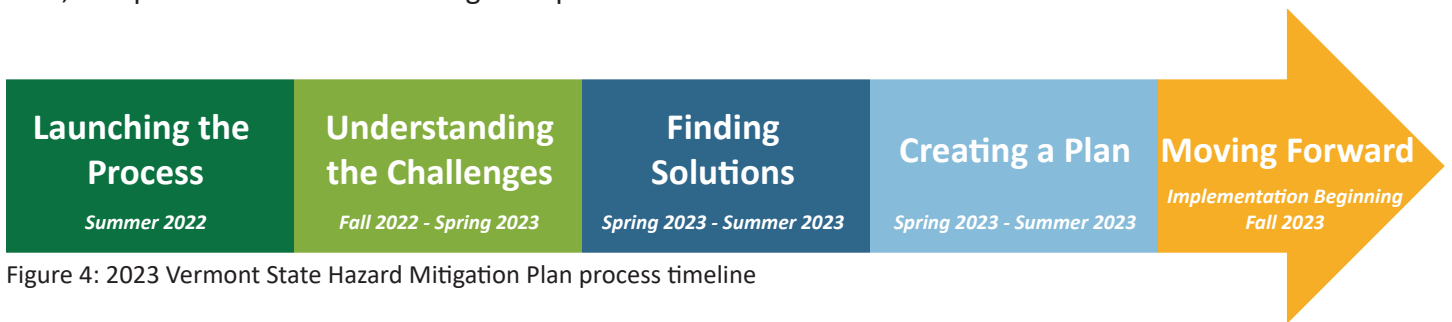 Launching the
Process
Summer 2022
Understanding
the Challenges
Fall 2022 - Spring 2023
Finding
Solutions
Spring 2023 - Summer 2023
Creating a Plan
Spring 2023 - Summer 2023
Moving Forward
Implementation Beginning
Fall 2023
Figure 4: 2023 Vermont State Hazard Mitigation Plan process timeline